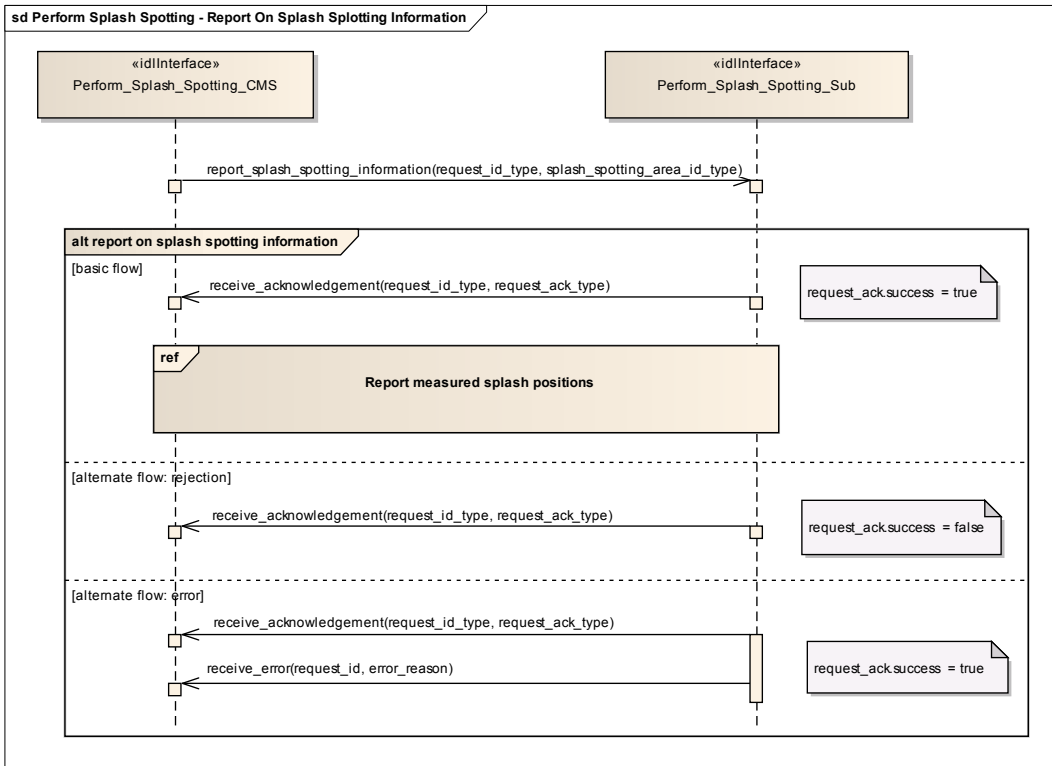 sd Perform Splash Spotting - Report On Splash Splotting Information
«idlInterface»
Perform_Splash_Spotting_CMS
«idlInterface»
Perform_Splash_Spotting_Sub
report_splash_spotting_information(request_id_type, splash_spotting_area_id_type)
alt report on splash spotting information
[basic flow]
receive_acknowledgement(request_id_type, request_ack_type)
request_ack.success = true
ref
Report measured splash positions
[alternate flow: rejection]
receive_acknowledgement(request_id_type, request_ack_type)
request_ack.success = false
[alternate flow: error]
receive_acknowledgement(request_id_type, request_ack_type)
receive_error(request_id, error_reason)
request_ack.success = true